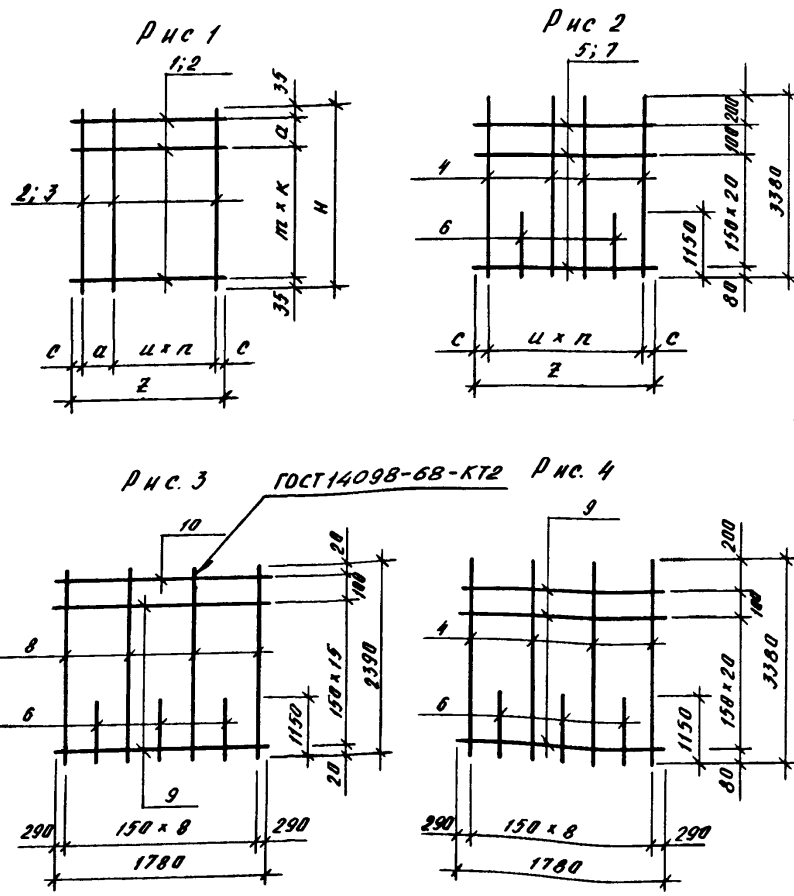 Рис 1
1;2
2; 3
35
а
m × к
35
Н
с а и × п с
Z
Рис 2
5; 7
4
6
200
100
150 × 20
80
1150
3380
с и × п с
Z
Рис. 3
ГОСТ 14098-68-КТ2
10
8
6
9
20
100
150 × 15
20
1150
2390
290 150 × 8 290
1780
Рис. 4
9
4
6
200
100
150 × 20
80
1150
3380
290 150 × 8 290
1780